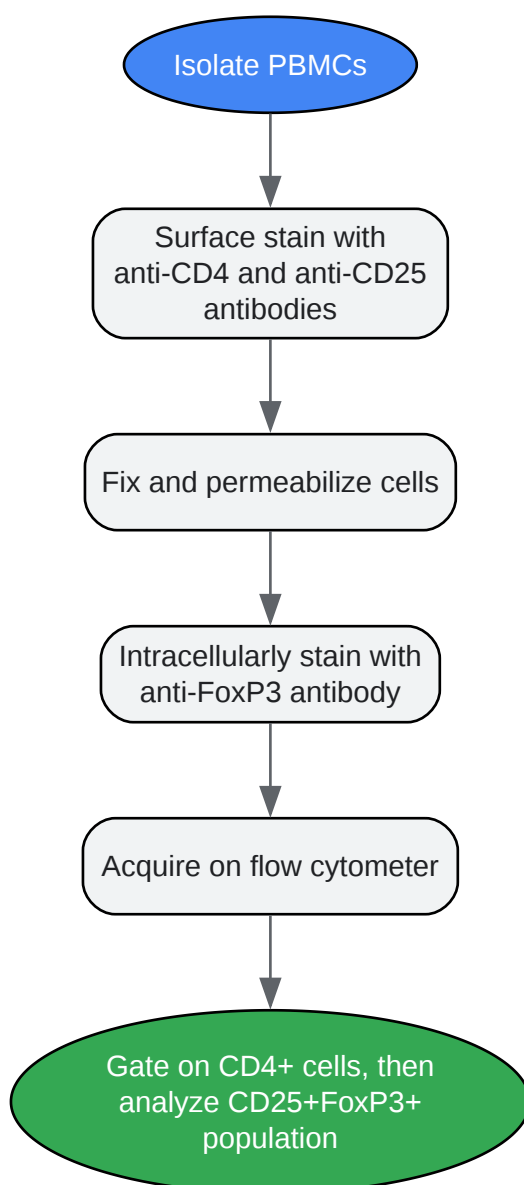 Isolate PBMCs
Surface stain with
anti-CD4 and anti-CD25
antibodies
Fix and permeabilize cells
Intracellularly stain with
anti-FoxP3 antibody
Acquire on flow cytometer
Gate on CD4+ cells, then
analyze CD25+FoxP3+
population